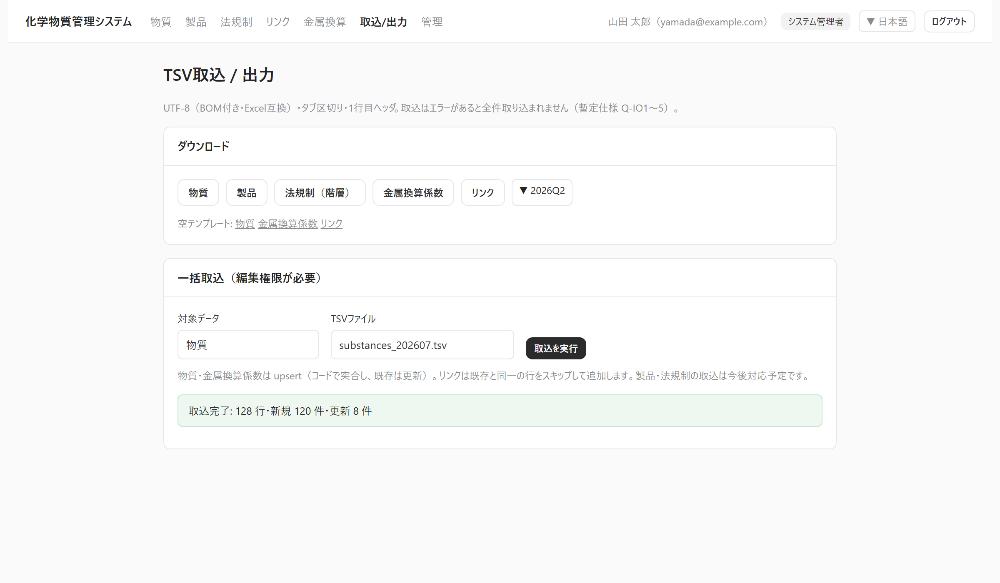 化学物質管理システム 物質 製品 法規制 リンク 金属換算 取込/出力 管理 山田 太郎（yamada@example.com） システム管理者 ▼ 日本語 ログアウト
TSV取込 / 出力
UTF-8（BOM付き・Excel互換）・タブ区切り・1行目ヘッダ。取込はエラーがあると全件取り込まれません（暫定仕様 Q-IO1～5）。
ダウンロード
物質 製品 法規制（階層） 金属換算係数 リンク ▼ 2026Q2
空テンプレート: 物質 金属換算係数 リンク
一括取込（編集権限が必要）
対象データ TSVファイル
物質 substances_202607.tsv 取込を実行
物質・金属換算係数は upsert（コードで突合し、既存は更新）。リンクは既存と同一の行をスキップして追加します。製品・法規制の取込は今後対応予定です。
取込完了: 128 行・新規 120 件・更新 8 件